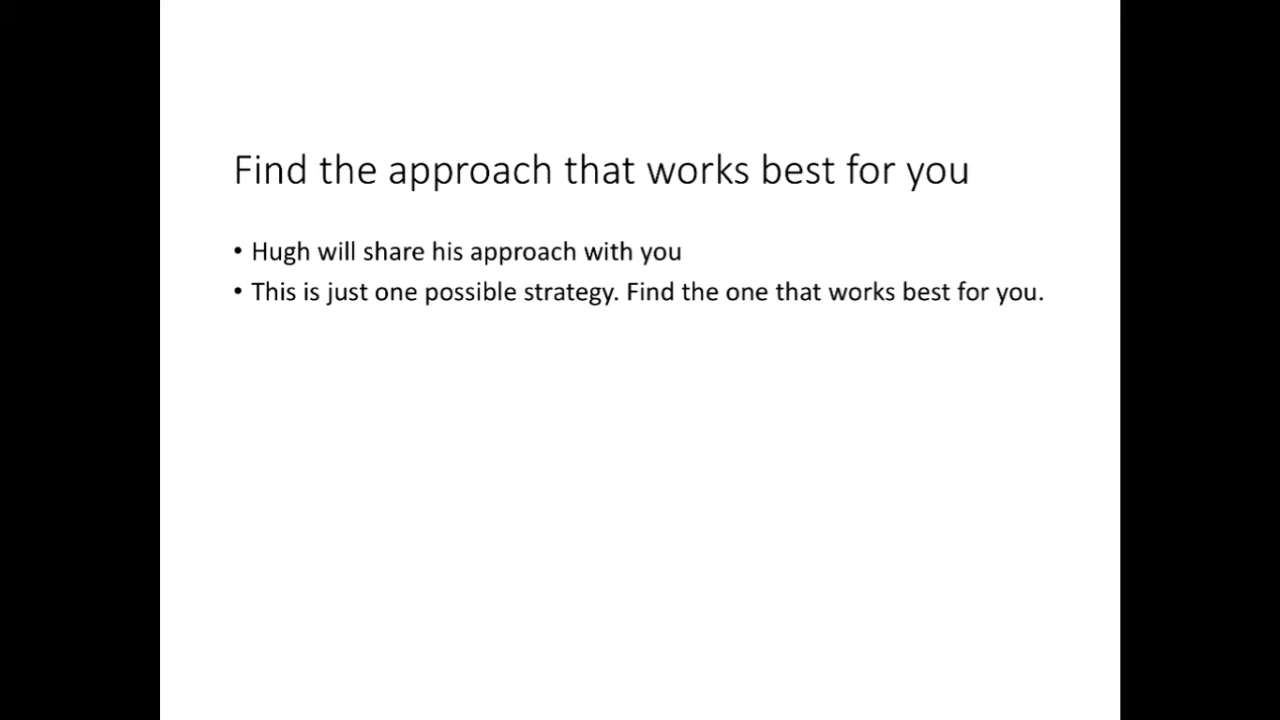 Find the approach that works best for you
• Hugh will share his approach with you
• This is just one possible strategy. Find the one that works best for you.